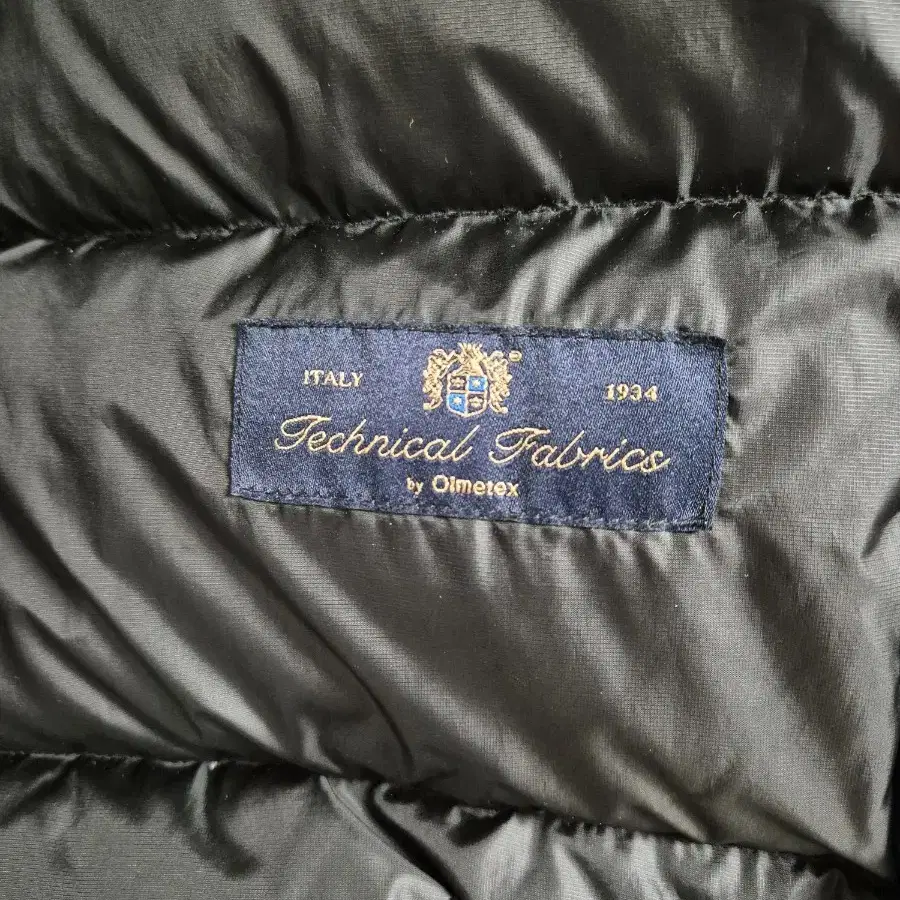 ITALY 1934
Technical Fabrics
by Olmetex